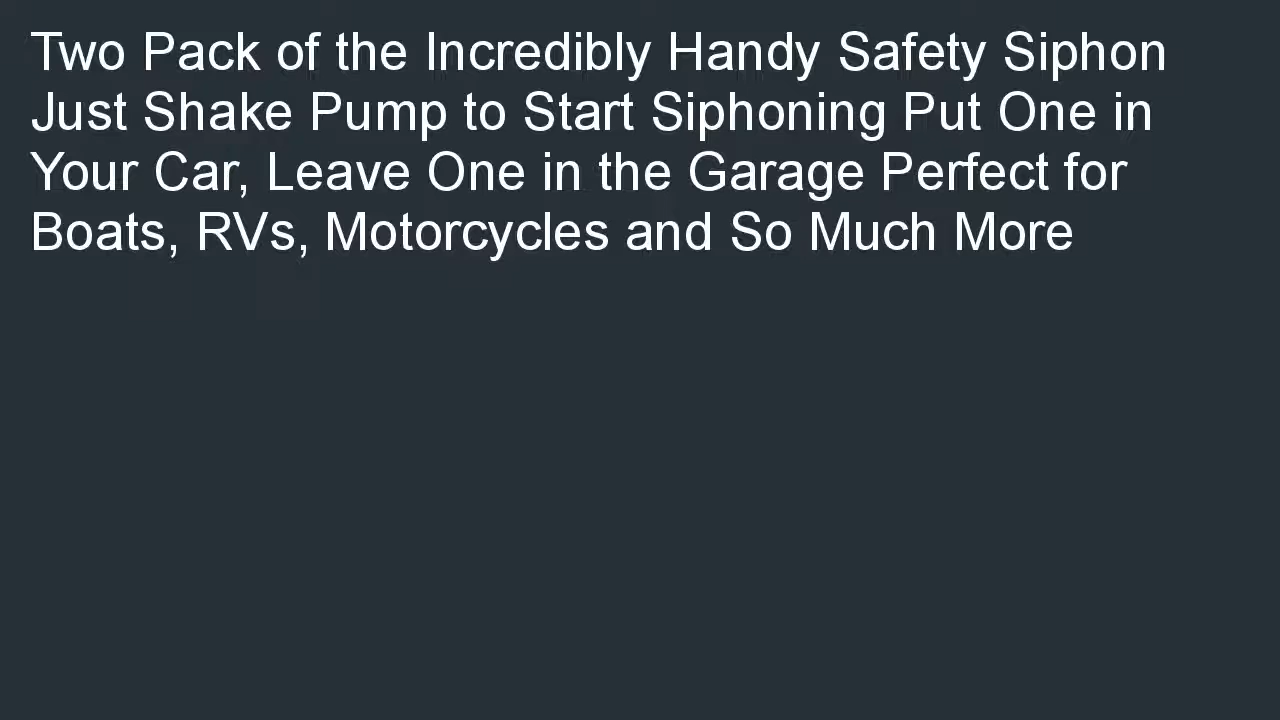 Two Pack of the Incredibly Handy Safety Siphon
Just Shake Pump to Start Siphoning Put One in
Your Car, Leave One in the Garage Perfect for
Boats, RVs, Motorcycles and So Much More